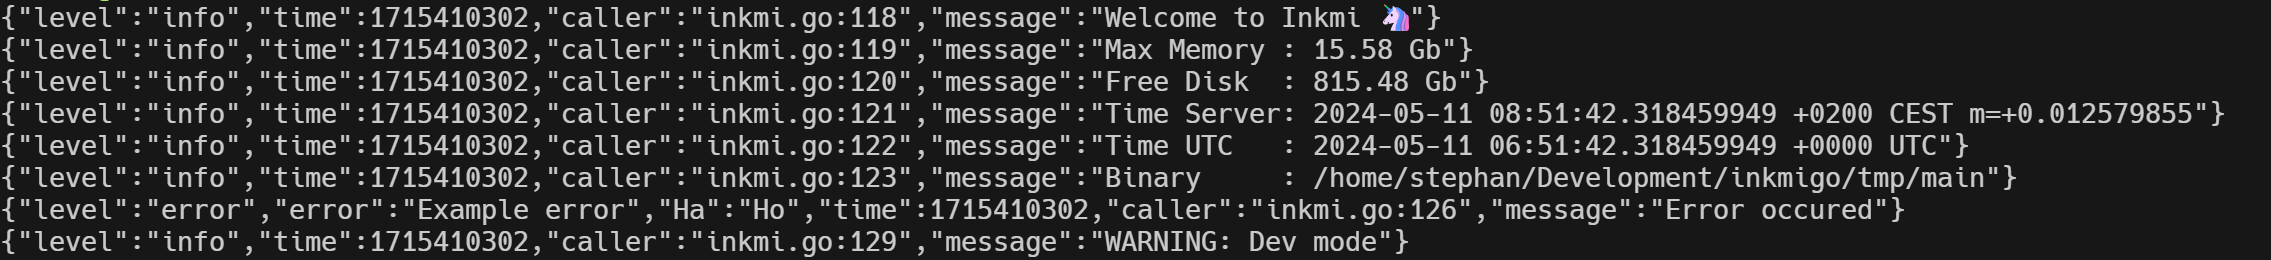 {"level":"info","time":1715410302,"caller":"inkmi.go:118","message":"Welcome to Inkmi 🦄"}
{"level":"info","time":1715410302,"caller":"inkmi.go:119","message":"Max Memory : 15.58 Gb"}
{"level":"info","time":1715410302,"caller":"inkmi.go:120","message":"Free Disk  : 815.48 Gb"}
{"level":"info","time":1715410302,"caller":"inkmi.go:121","message":"Time Server: 2024-05-11 08:51:42.318459949 +0200 CEST m=+0.012579855"}
{"level":"info","time":1715410302,"caller":"inkmi.go:122","message":"Time UTC   : 2024-05-11 06:51:42.318459949 +0000 UTC"}
{"level":"info","time":1715410302,"caller":"inkmi.go:123","message":"Binary     : /home/stephan/Development/inkmigo/tmp/main"}
{"level":"error","error":"Example error","Ha":"Ho","time":1715410302,"caller":"inkmi.go:126","message":"Error occured"}
{"level":"info","time":1715410302,"caller":"inkmi.go:129","message":"WARNING: Dev mode"}